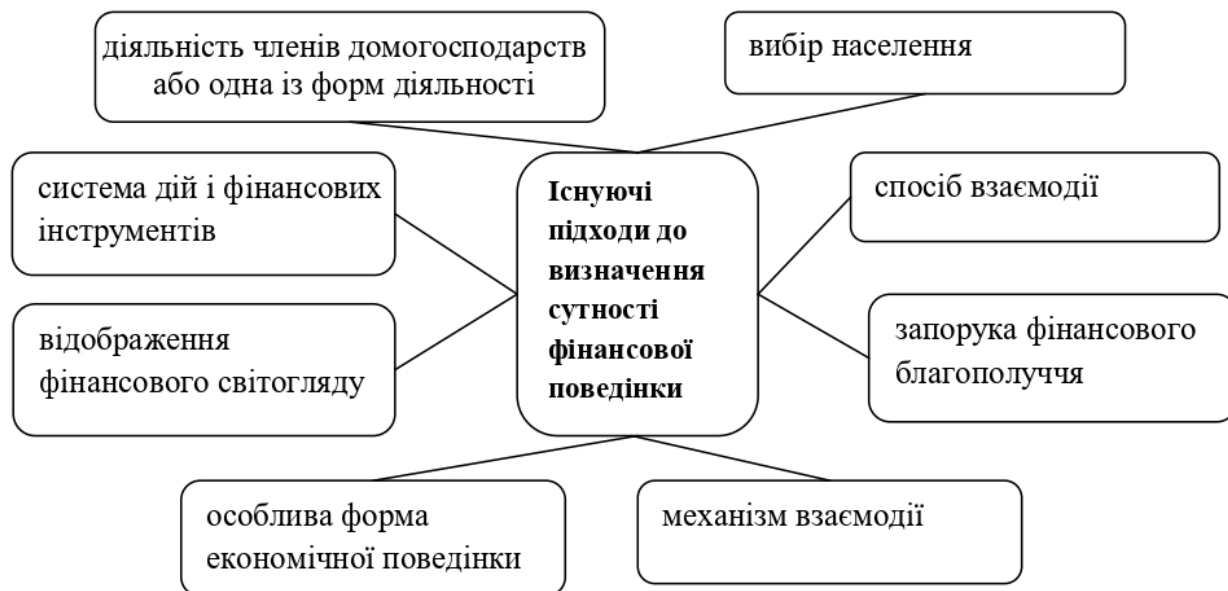 діяльність членів домогосподарств
або одна із форм діяльності
вибір населення
система дій і фінансових
інструментів
Існуючі
підходи до
визначення
сутності
фінансової
поведінки
спосіб взаємодії
відображення
фінансового світогляду
запорука фінансового
благополуччя
особлива форма
економічної поведінки
механізм взаємодії